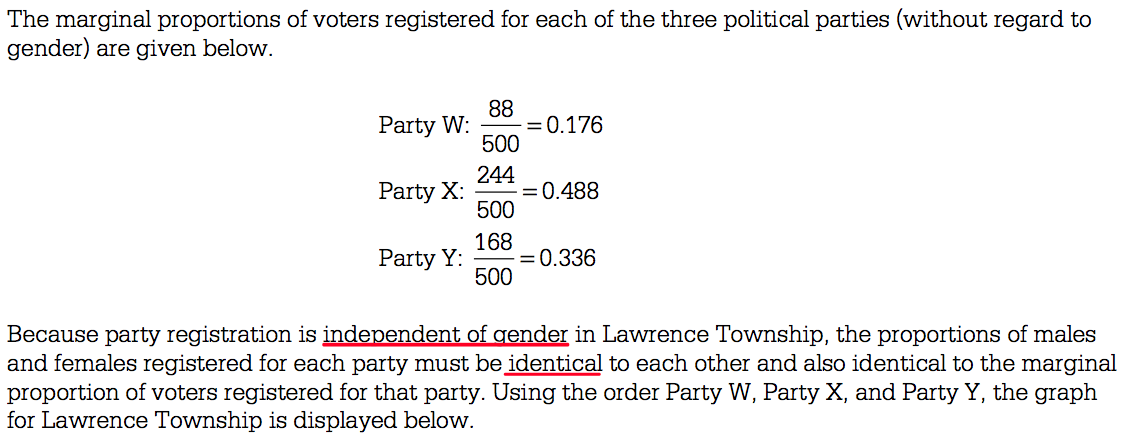 The marginal proportions of voters registered for each of the three political parties (without regard to
gender) are given below.
Party W: 88/500 = 0.176
Party X: 244/500 = 0.488
Party Y: 168/500 = 0.336
Because party registration is independent of gender in Lawrence Township, the proportions of males
and females registered for each party must be identical to each other and also identical to the marginal
proportion of voters registered for that party. Using the order Party W, Party X, and Party Y, the graph
for Lawrence Township is displayed below.